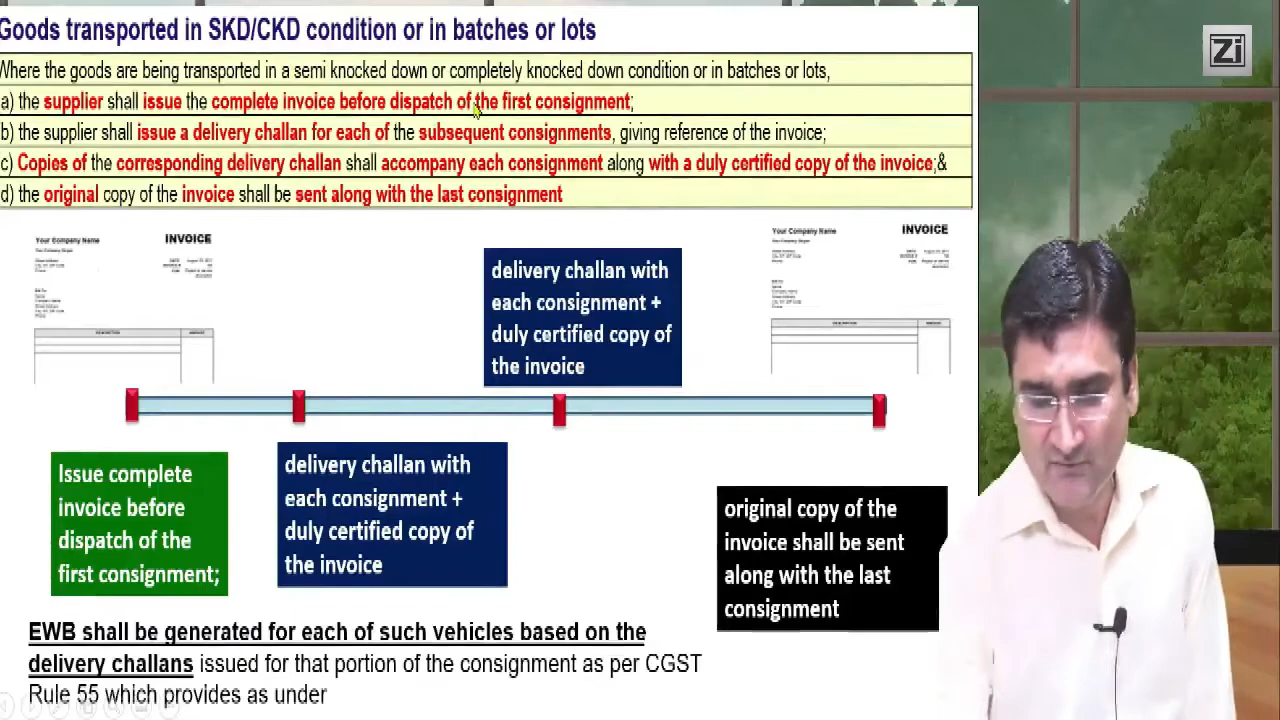 Goods transported in SKD/CKD condition or in batches or lots
Where the goods are being transported in a semi knocked down or completely knocked down condition or in batches or lots,
a) the supplier shall issue the complete invoice before dispatch of the first consignment;
b) the supplier shall issue a delivery challan for each of the subsequent consignments, giving reference of the invoice;
c) Copies of the corresponding delivery challan shall accompany each consignment along with a duly certified copy of the invoice;&
d) the original copy of the invoice shall be sent along with the last consignment
Zi
Your Company Name
INVOICE
Your Company Name
INVOICE
delivery challan with
each consignment +
duly certified copy of
the invoice
Issue complete
invoice before
dispatch of the
first consignment;
delivery challan with
each consignment +
duly certified copy of
the invoice
original copy of the
invoice shall be sent
along with the last
consignment
EWB shall be generated for each of such vehicles based on the
delivery challans issued for that portion of the consignment as per CGST
Rule 55 which provides as under